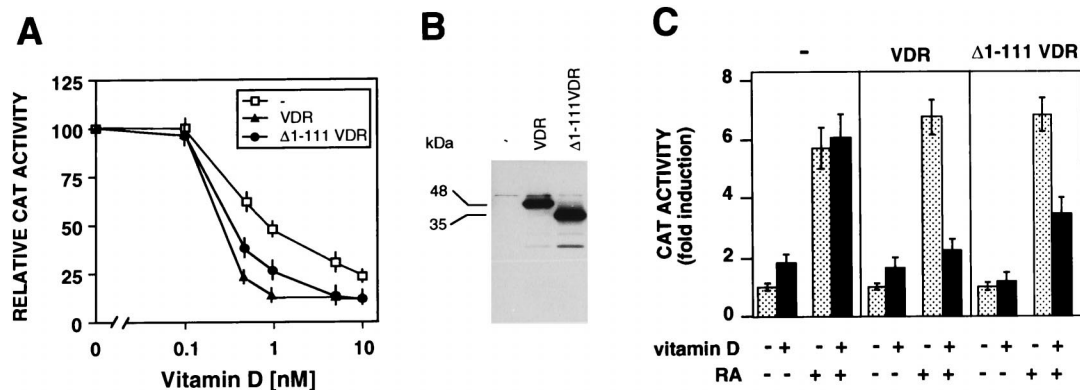 A
RELATIVE CAT ACTIVITY
125
100
75
50
25
0
-
VDR
Δ1-111 VDR
0
0.1
1
10
Vitamin D [nM]
B
kDa
-
VDR
Δ1-111VDR
48
35
C
-
VDR
Δ1-111 VDR
CAT ACTIVITY
(fold induction)
8
6
4
2
0
vitamin D - + - + - + - + - + - +
RA - - + + - - + + - - + +